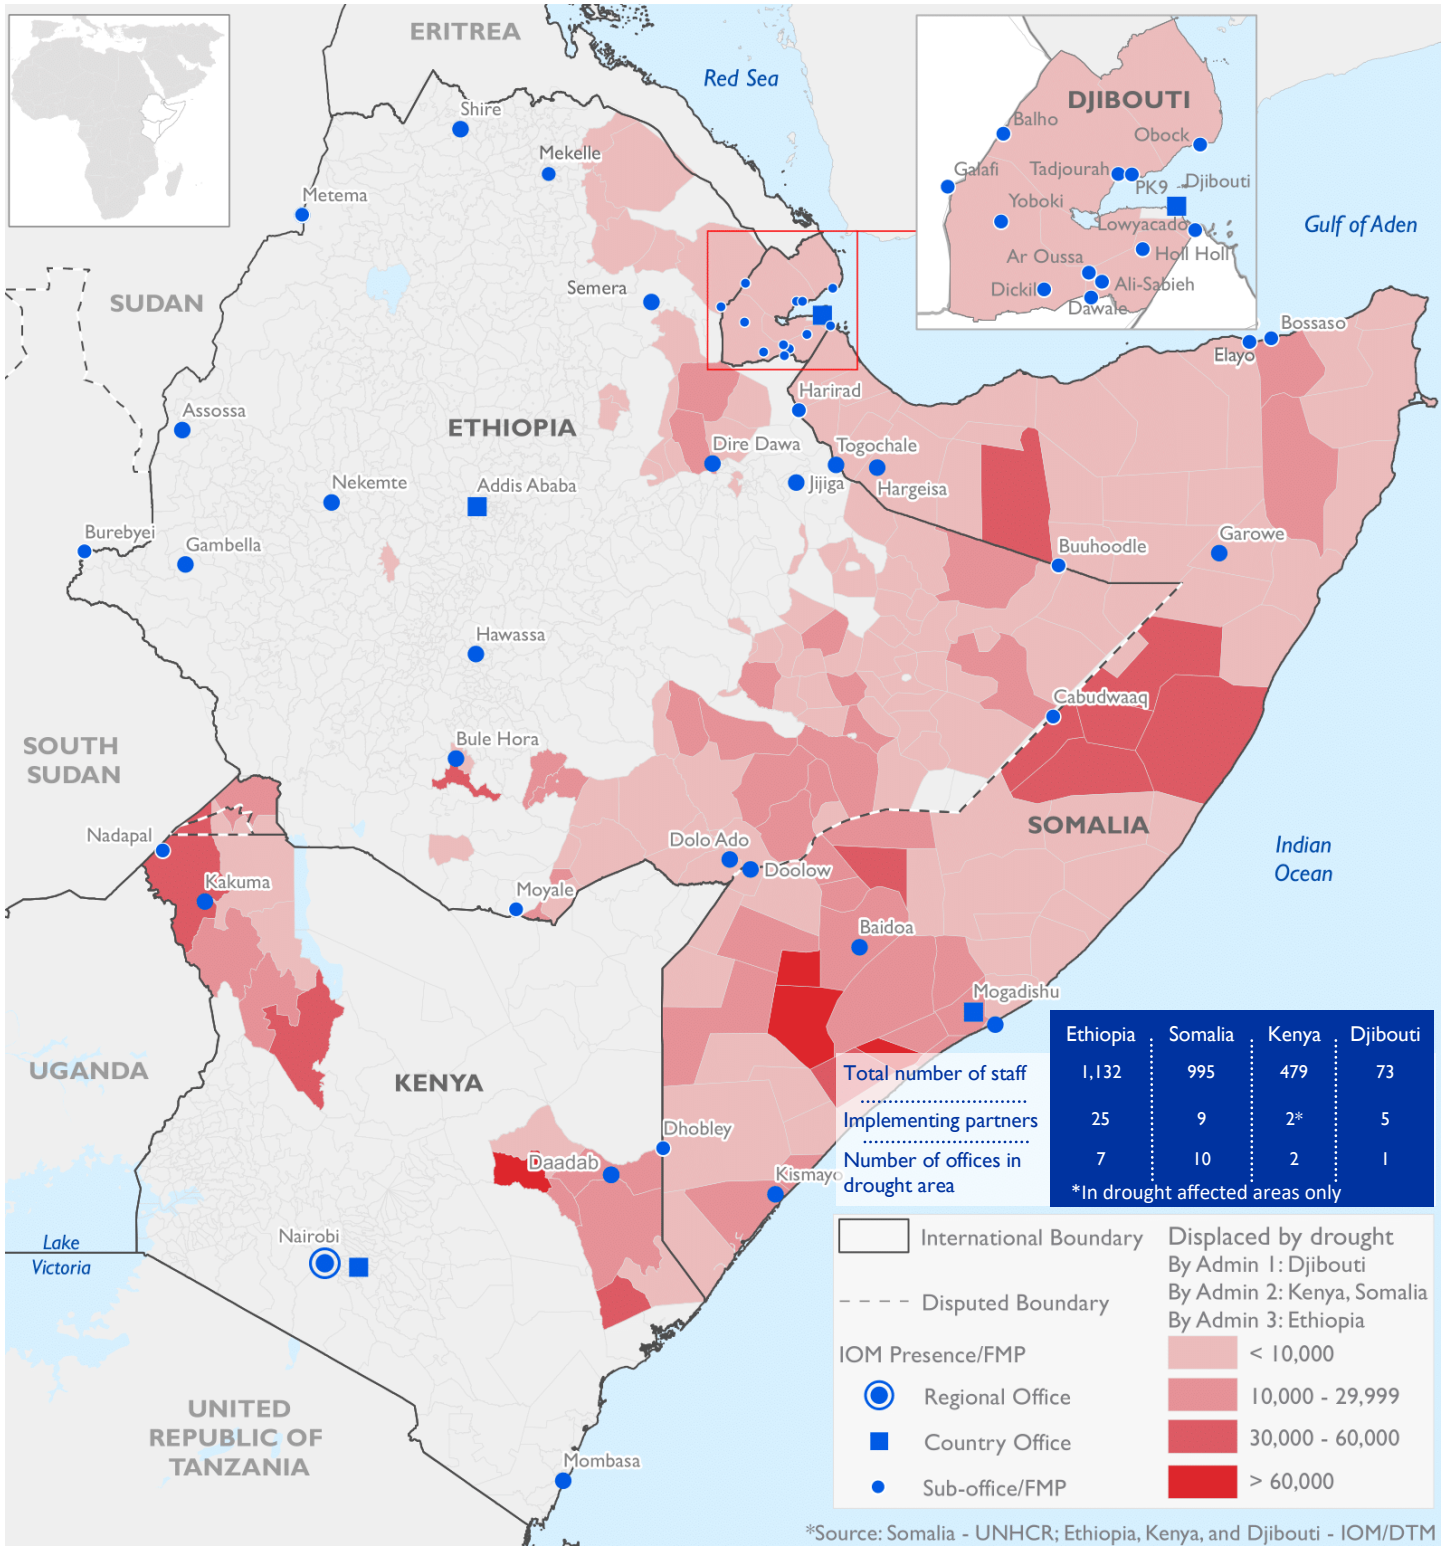 ERITREA
Red Sea
Shire
Mekelle
Metema
SUDAN
Semera
Assossa
ETHIOPIA
Dire Dawa
Nekemte
Addis Ababa
Jijiga
Burebyei
Gambella
Hawassa
SOUTH
SUDAN
Bule Hora
Nadapal
Kakuma
Moyale
Dolo Ado
Doolow
DJIBOUTI
Balho
Obock
Galafi
Tadjourah
PK9
Djibouti
Yoboki
Lowyacado
Ar Oussa
Holl Holl
Dickil
Ali-Sabieh
Dawale
Gulf of Aden
Bossaso
Elayo
Harirad
Togochale
Hargeisa
Buuhoodle
Garowe
Cabudwaaq
SOMALIA
Indian
Ocean
Baidoa
Mogadishu
UGANDA
KENYA
Dhobley
Daadab
Kismayo
Nairobi
Lake
Victoria
UNITED
REPUBLIC OF
TANZANIA
Mombasa
Ethiopia Somalia Kenya Djibouti
Total number of staff 1,132 995 479 73
Implementing partners 25 9 2* 5
Number of offices in
drought area 7 10 2 1
*In drought affected areas only
International Boundary
Disputed Boundary
IOM Presence/FMP
Regional Office
Country Office
Sub-office/FMP
Displaced by drought
By Admin 1: Djibouti
By Admin 2: Kenya, Somalia
By Admin 3: Ethiopia
< 10,000
10,000 - 29,999
30,000 - 60,000
> 60,000
*Source: Somalia - UNHCR; Ethiopia, Kenya, and Djibouti - IOM/DTM